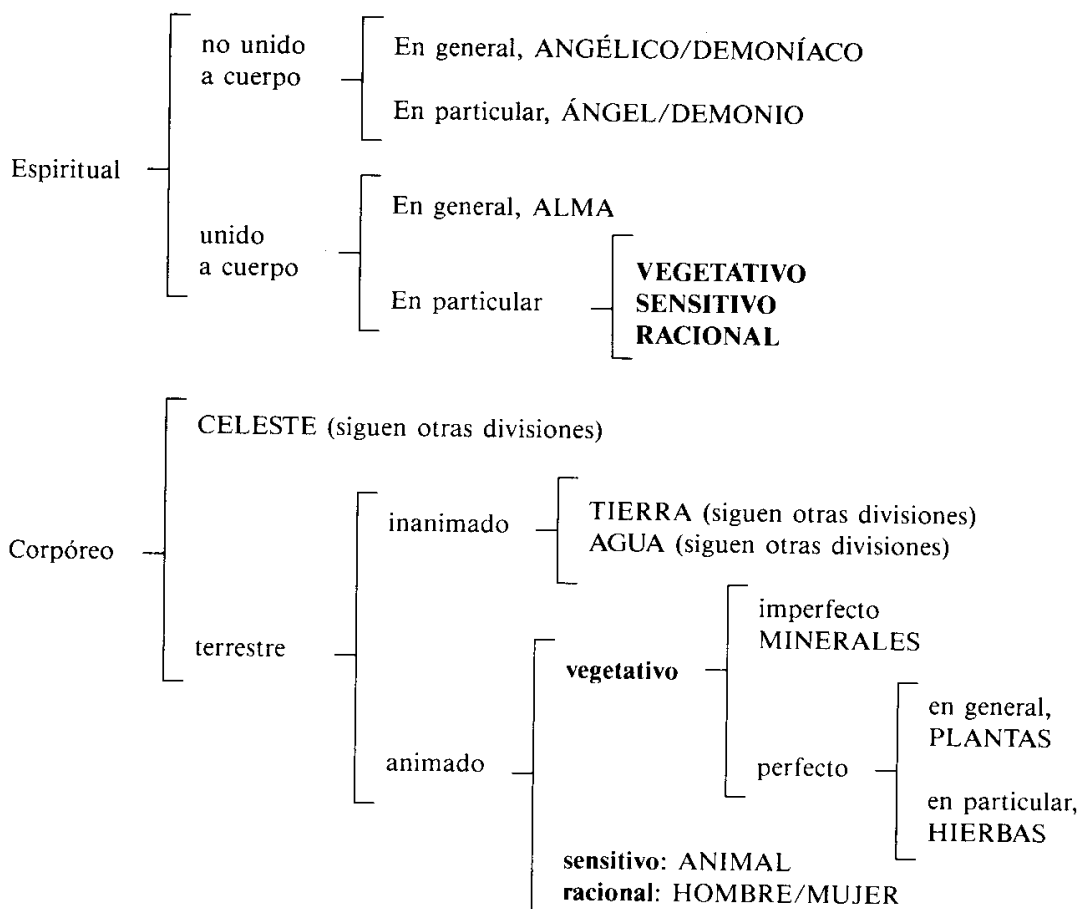 no unido
a cuerpo
En general, ANGÉLICO/DEMONÍACO
En particular, ÁNGEL/DEMONIO
Espiritual
unido
a cuerpo
En general, ALMA
En particular
VEGETATIVO
SENSITIVO
RACIONAL
Corpóreo
CELESTE (siguen otras divisiones)
terrestre
inanimado
TIERRA (siguen otras divisiones)
AGUA (siguen otras divisiones)
animado
vegetativo
imperfecto
MINERALES
perfecto
en general,
PLANTAS
en particular,
HIERBAS
sensitivo: ANIMAL
racional: HOMBRE/MUJER